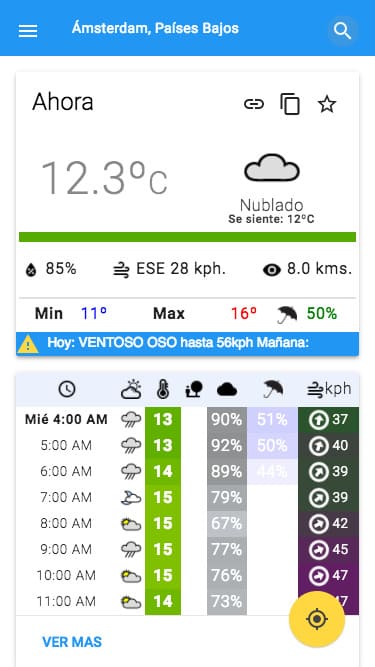 Ámsterdam, Países Bajos
Ahora
12.3ºC
Nublado
Se siente: 12ºC
85% ESE 28 kph. 8.0 kms.
Min 11º Max 16º 50%
Hoy: VENTOSO OSO hasta 56kph Mañana:
kph
Mié 4:00 AM 13 90% 51% 37
5:00 AM 13 92% 50% 40
6:00 AM 14 89% 44% 39
7:00 AM 15 79% 39
8:00 AM 15 67% 42
9:00 AM 15 77% 45
10:00 AM 15 76% 47
11:00 AM 14 73% 47
VER MAS